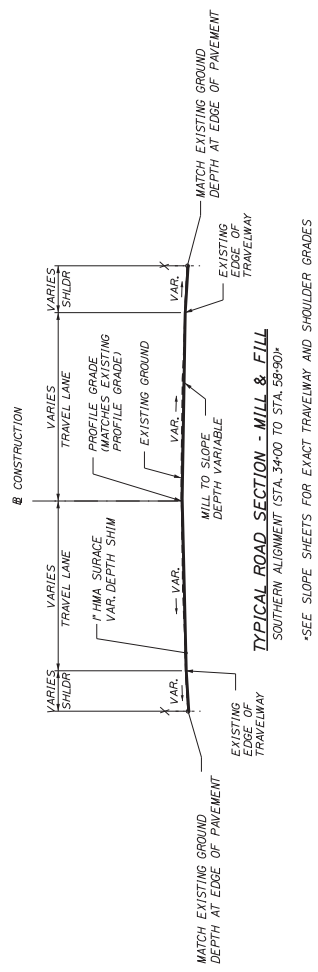 ℄ CONSTRUCTION
VARIES
SHLDR
VARIES
TRAVEL LANE
VARIES
TRAVEL LANE
VARIES
SHLDR
1" HMA SURACE
VAR. DEPTH SHIM
PROFILE GRADE
(MATCHES EXISTING
PROFILE GRADE)
EXISTING GROUND
VAR.
VAR.
VAR.
VAR.
MATCH EXISTING GROUND
DEPTH AT EDGE OF PAVEMENT
EXISTING
EDGE OF
TRAVELWAY
MILL TO SLOPE
DEPTH VARIABLE
EXISTING
EDGE OF
TRAVELWAY
MATCH EXISTING GROUND
DEPTH AT EDGE OF PAVEMENT
TYPICAL ROAD SECTION - MILL & FILL
SOUTHERN ALIGNMENT (STA. 34+00 TO STA. 58+90)*
*SEE SLOPE SHEETS FOR EXACT TRAVELWAY AND SHOULDER GRADES